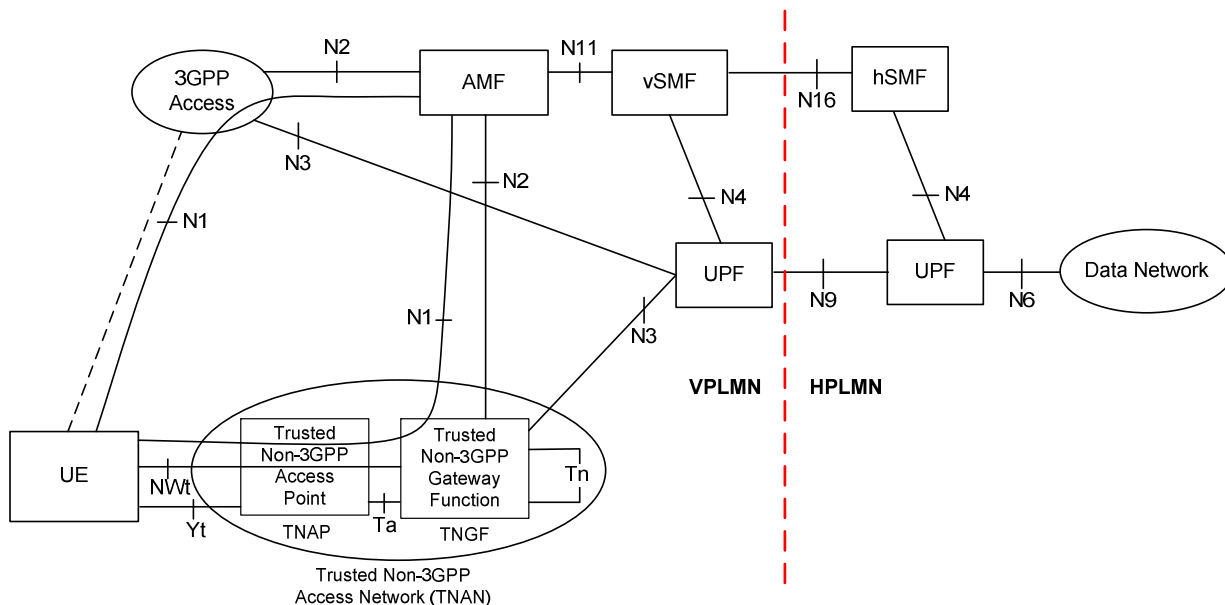 N2
N11
3GPP
Access
AMF
vSMF
hSMF
N16
N3
N2
N1
N4
N4
UPF
UPF
Data Network
N9
N6
N1
N3
VPLMN
HPLMN
UE
Trusted
Non-3GPP
Access
Point
Trusted
Non-3GPP
Gateway
Function
Tn
NWt
Yt
Ta
TNAP
TNGF
Trusted Non-3GPP
Access Network (TNAN)